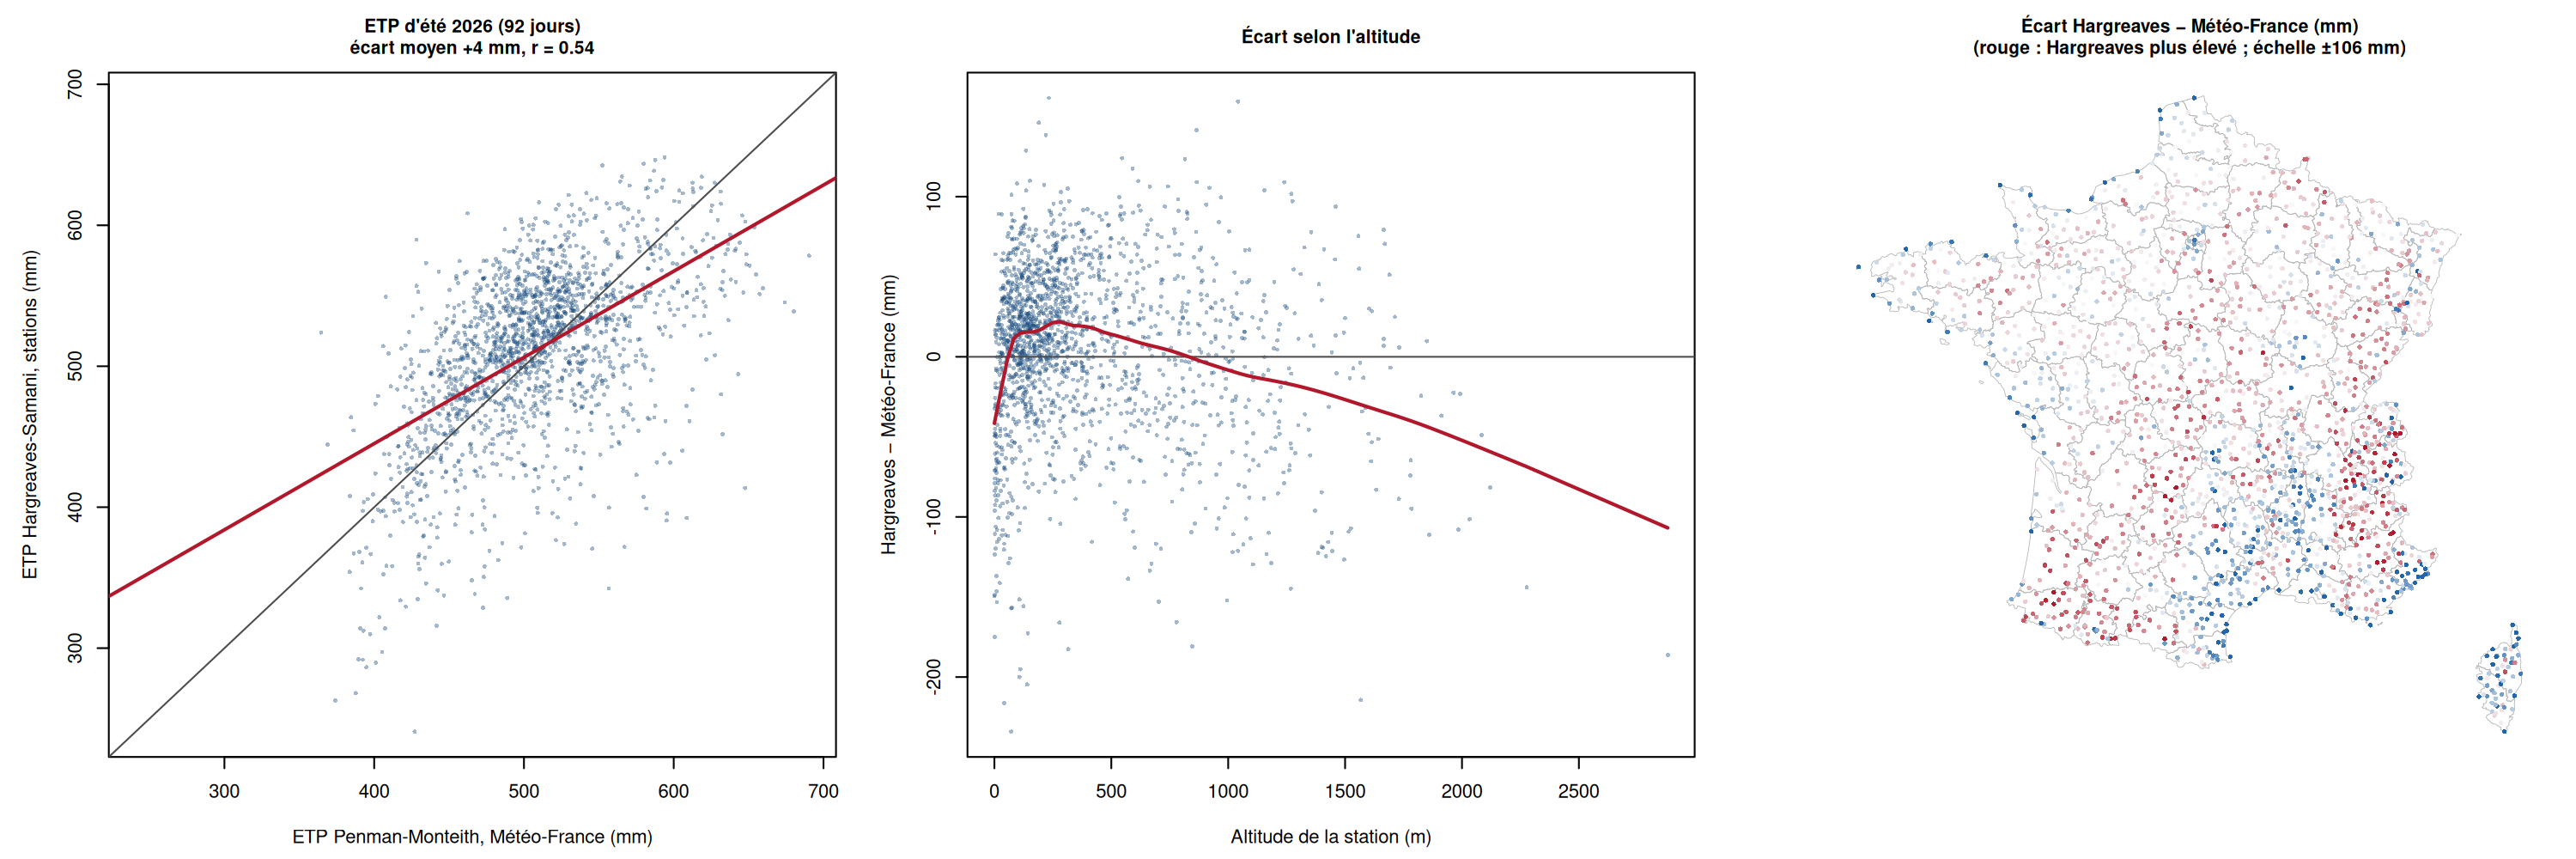 ETP d'été 2026 (92 jours)
écart moyen +4 mm, r = 0.54
ETP Hargreaves-Samani, stations (mm)
700
600
500
400
300
300 400 500 600 700
ETP Penman-Monteith, Météo-France (mm)
Écart selon l'altitude
Hargreaves – Météo-France (mm)
100
0
-100
-200
0 500 1000 1500 2000 2500
Altitude de la station (m)
Écart Hargreaves – Météo-France (mm)
(rouge : Hargreaves plus élevé ; échelle ±106 mm)